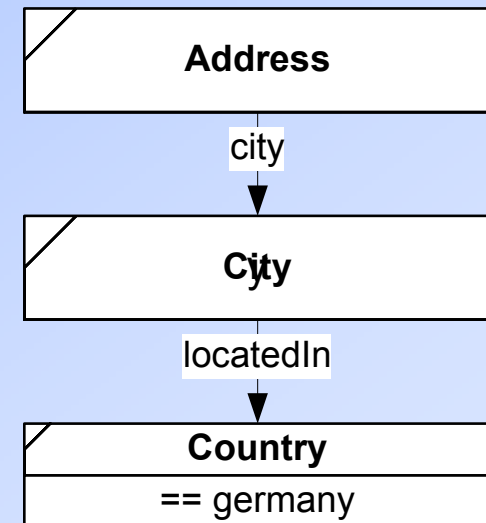 Address
city
City
locatedIn
Country
== germany